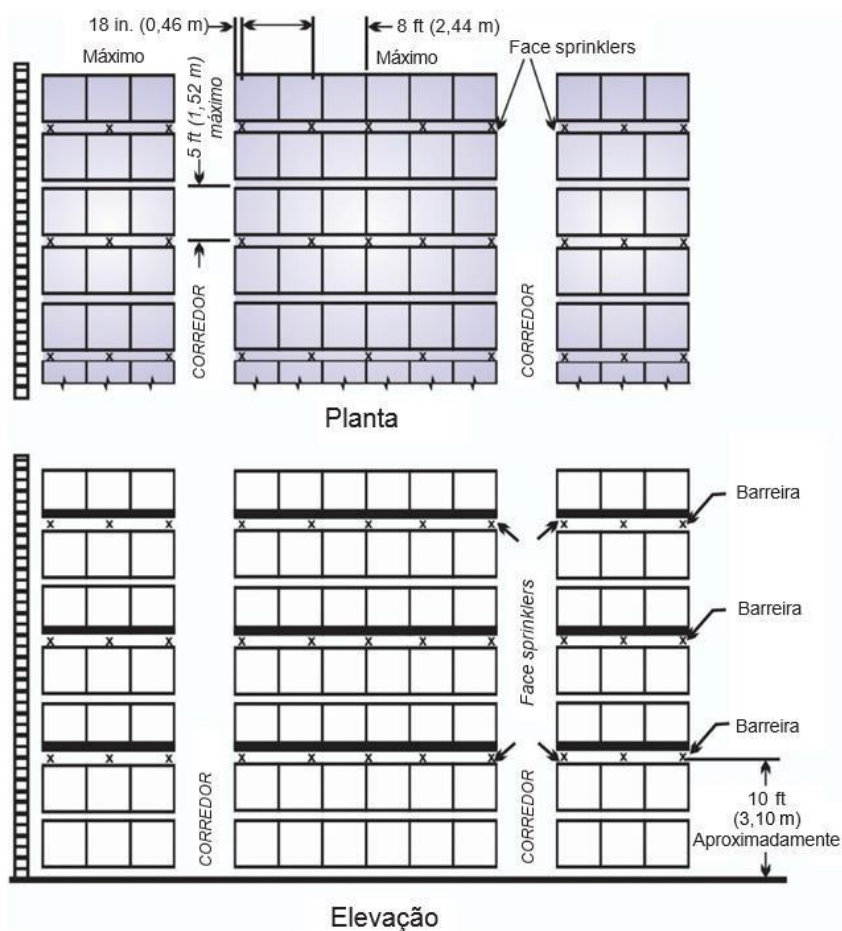 18 in. (0,46 m)
Máximo
8 ft (2,44 m)
Máximo
Face sprinklers
5 ft (1,52 m)
máximo
CORREDOR
CORREDOR
Planta
Barreira
Barreira
Barreira
Face sprinklers
CORREDOR
CORREDOR
10 ft
(3,10 m)
Aproximadamente
Elevação